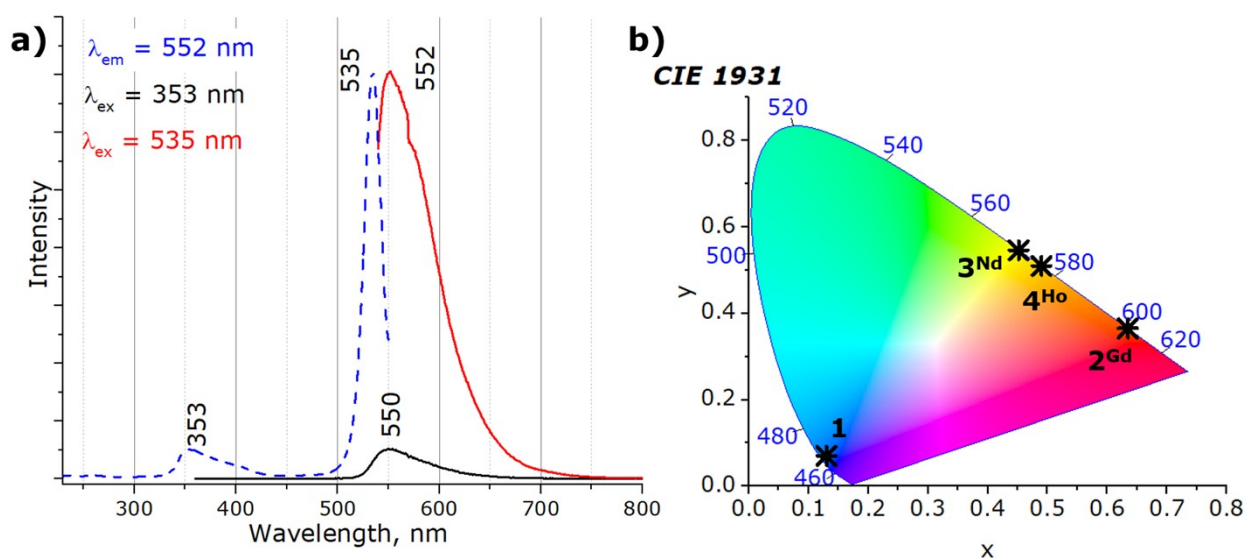 a)
λem = 552 nm
λex = 353 nm
λex = 535 nm
535
552
353
550
Intensity
300 400 500 600 700 800
Wavelength, nm
b)
CIE 1931
520
540
560
580
600
620
500
480
460
3Nd
4Ho
2Gd
1
0.8
0.6
0.4
0.2
0.0
y
0.0 0.1 0.2 0.3 0.4 0.5 0.6 0.7 0.8
x